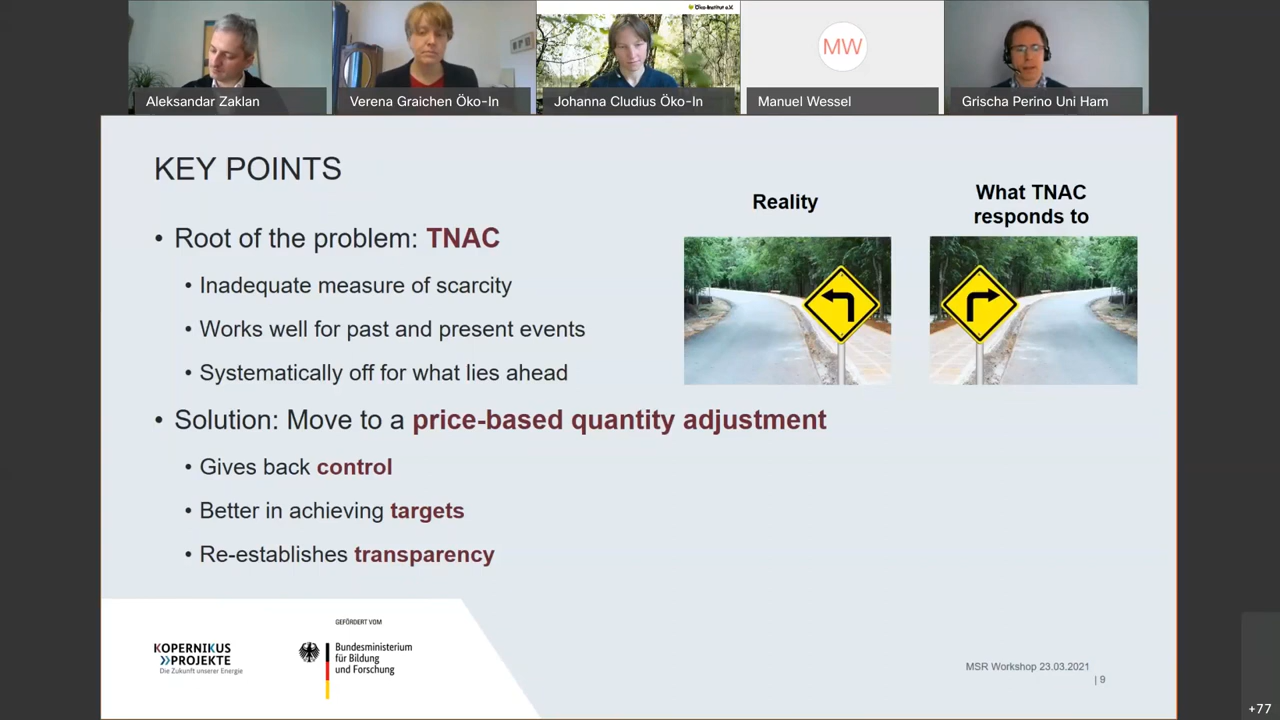 Öko-Institut e.V.
MW
Aleksandar Zaklan
Verena Graichen Öko-In
Johanna Cludius Öko-In
Manuel Wessel
Grischa Perino Uni Ham
KEY POINTS
Reality
What TNAC
responds to
• Root of the problem: TNAC
• Inadequate measure of scarcity
• Works well for past and present events
• Systematically off for what lies ahead
• Solution: Move to a price-based quantity adjustment
• Gives back control
• Better in achieving targets
• Re-establishes transparency
GEFÖRDERT VOM
KOPERNIKUS
»PROJEKTE
Die Zukunft unserer Energie
Bundesministerium
für Bildung
und Forschung
MSR Workshop 23.03.2021
| 9
+77